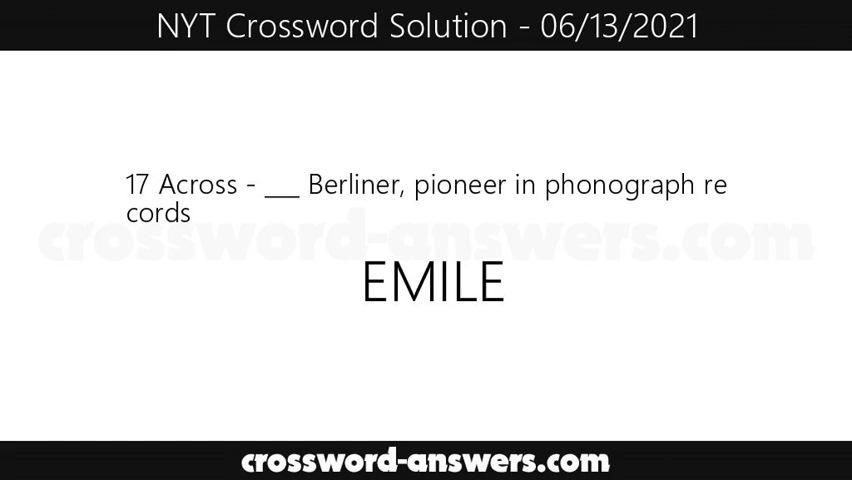 NYT Crossword Solution - 06/13/2021
17 Across - ___ Berliner, pioneer in phonograph re
cords
crossword-answers.com
EMILE
crossword-answers.com